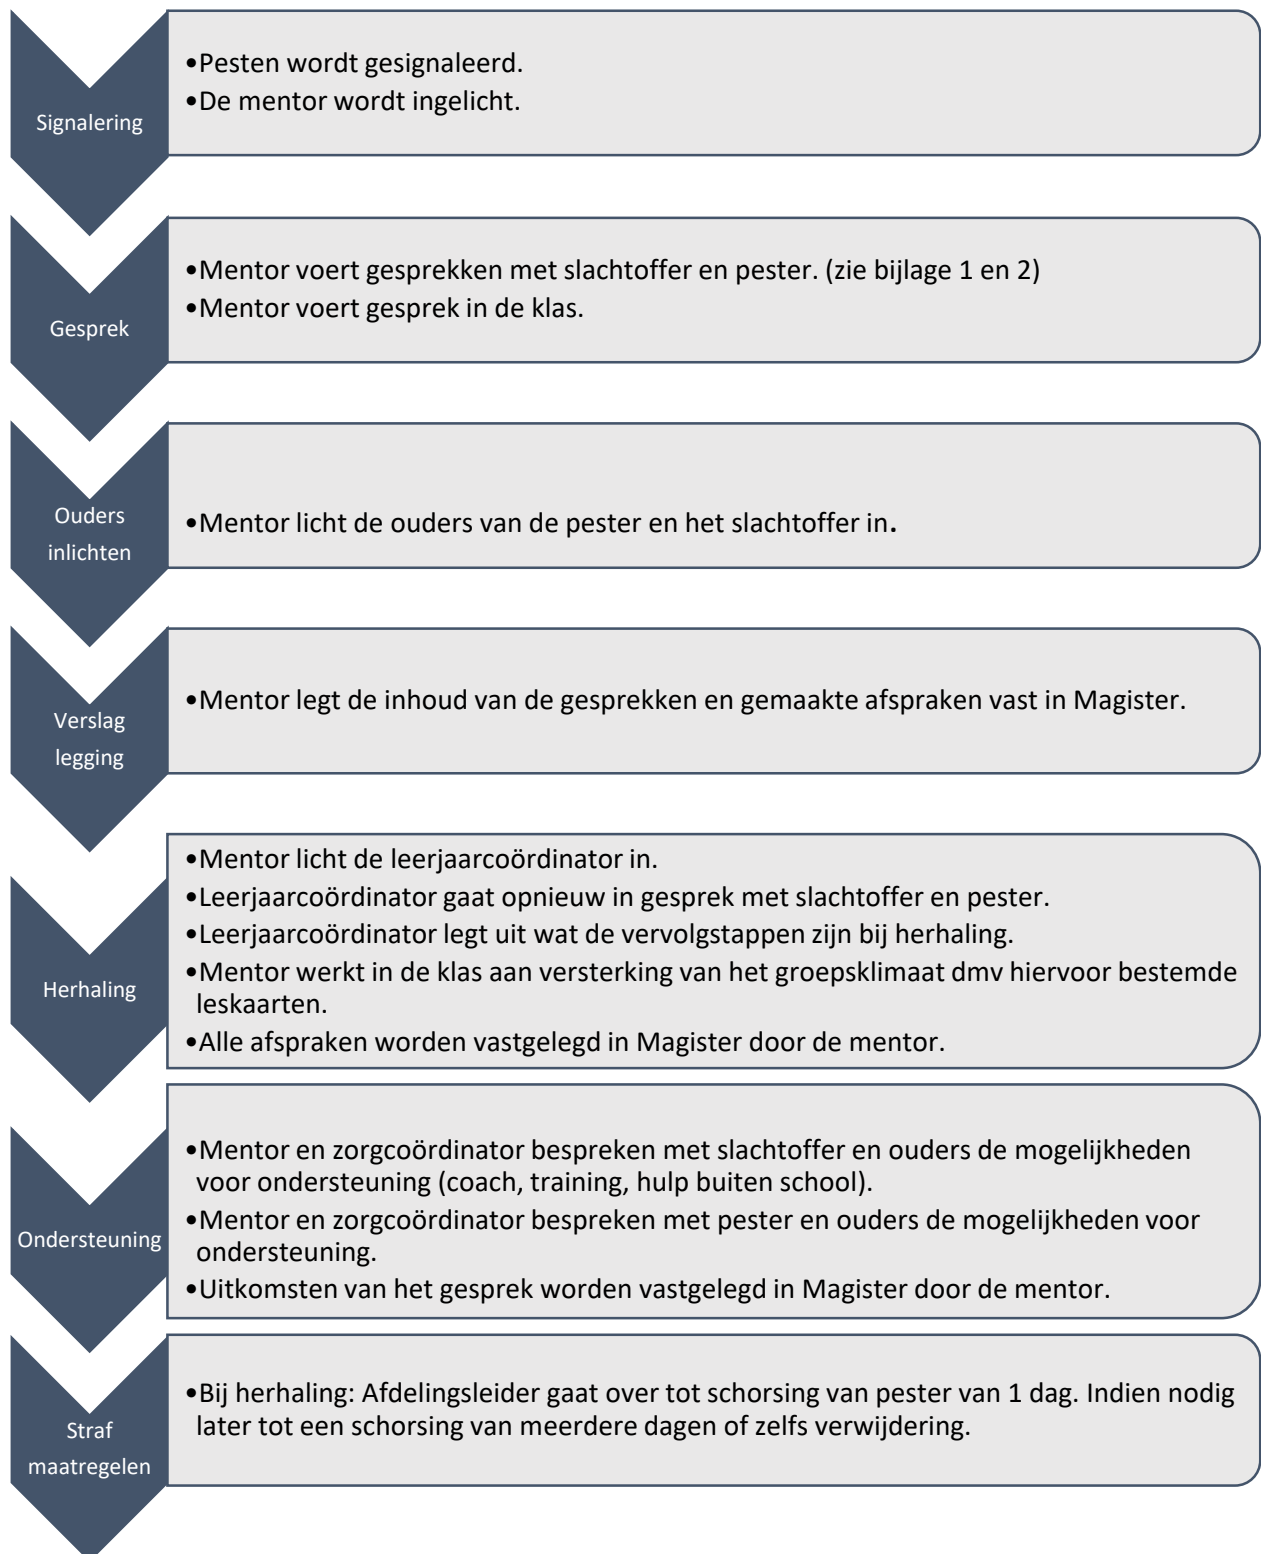 Signalering
•Pesten wordt gesignaleerd.
•De mentor wordt ingelicht.
Gesprek
•Mentor voert gesprekken met slachtoffer en pester. (zie bijlage 1 en 2)
•Mentor voert gesprek in de klas.
Ouders
inlichten
•Mentor licht de ouders van de pester en het slachtoffer in.
Verslag
legging
•Mentor legt de inhoud van de gesprekken en gemaakte afspraken vast in Magister.
Herhaling
•Mentor licht de leerjaarcoördinator in.
•Leerjaarcoördinator gaat opnieuw in gesprek met slachtoffer en pester.
•Leerjaarcoördinator legt uit wat de vervolgstappen zijn bij herhaling.
•Mentor werkt in de klas aan versterking van het groepsklimaat dmv hiervoor bestemde
leskaarten.
•Alle afspraken worden vastgelegd in Magister door de mentor.
Ondersteuning
•Mentor en zorgcoördinator bespreken met slachtoffer en ouders de mogelijkheden
voor ondersteuning (coach, training, hulp buiten school).
•Mentor en zorgcoördinator bespreken met pester en ouders de mogelijkheden voor
ondersteuning.
•Uitkomsten van het gesprek worden vastgelegd in Magister door de mentor.
Straf
maatregelen
•Bij herhaling: Afdelingsleider gaat over tot schorsing van pester van 1 dag. Indien nodig
later tot een schorsing van meerdere dagen of zelfs verwijdering.